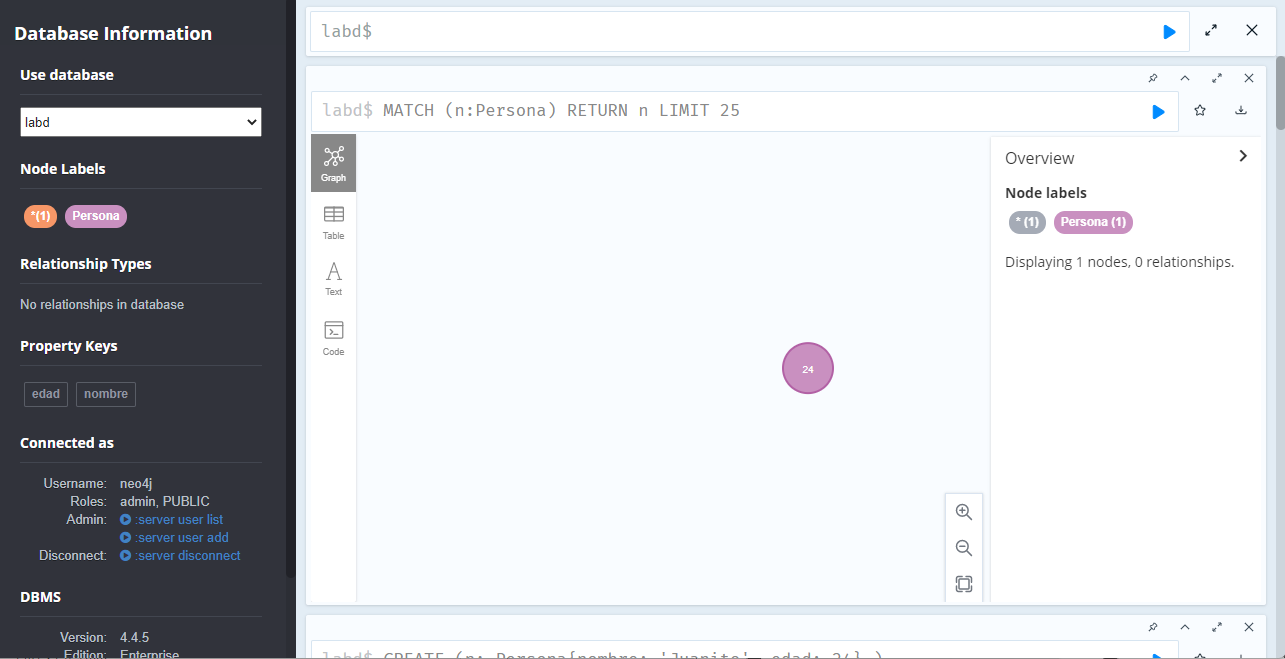 Database Information
Use database
labd
Node Labels
*(1) Persona
Relationship Types
No relationships in database
Property Keys
edad nombre
Connected as
Username: neo4j
Roles: admin, PUBLIC
Admin: :server user list
:server user add
Disconnect: :server disconnect
DBMS
Version: 4.4.5
Edition: Enterprise
labd$
labd$ MATCH (n:Persona) RETURN n LIMIT 25
Graph
Table
Text
Code
24
Overview
Node labels
* (1) Persona (1)
Displaying 1 nodes, 0 relationships.
labd$ CREATE (n: Persona{nombre: 'Juanito', edad: 24} )